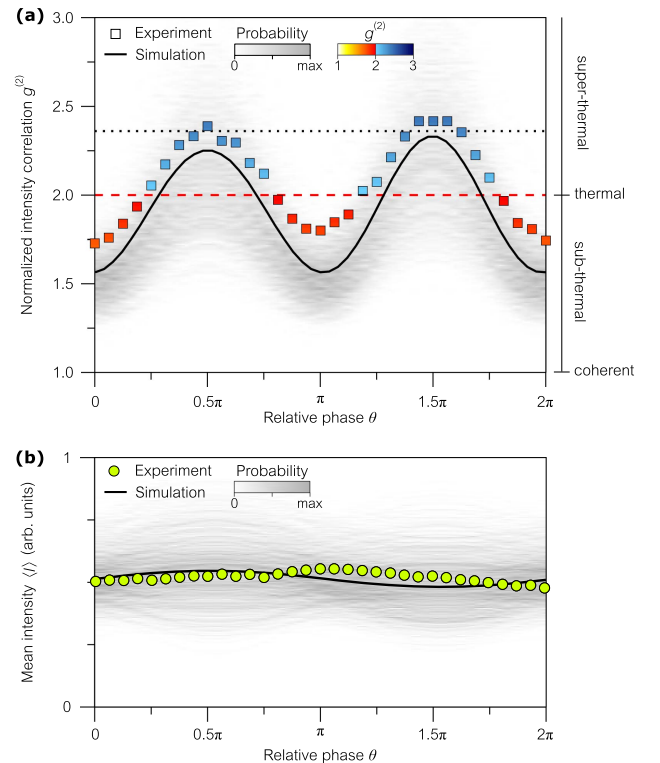 (a)
3.0
2.5
2.0
1.5
1.0
Normalized intensity correlation g(2)
Experiment
Simulation
Probability
0 max
g(2)
1 2 3
super-thermal
thermal
sub-thermal
coherent
0 0.5π π 1.5π 2π
Relative phase θ
(b)
1
0
Mean intensity ⟨I⟩ (arb. units)
Experiment
Simulation
Probability
0 max
0 0.5π π 1.5π 2π
Relative phase θ